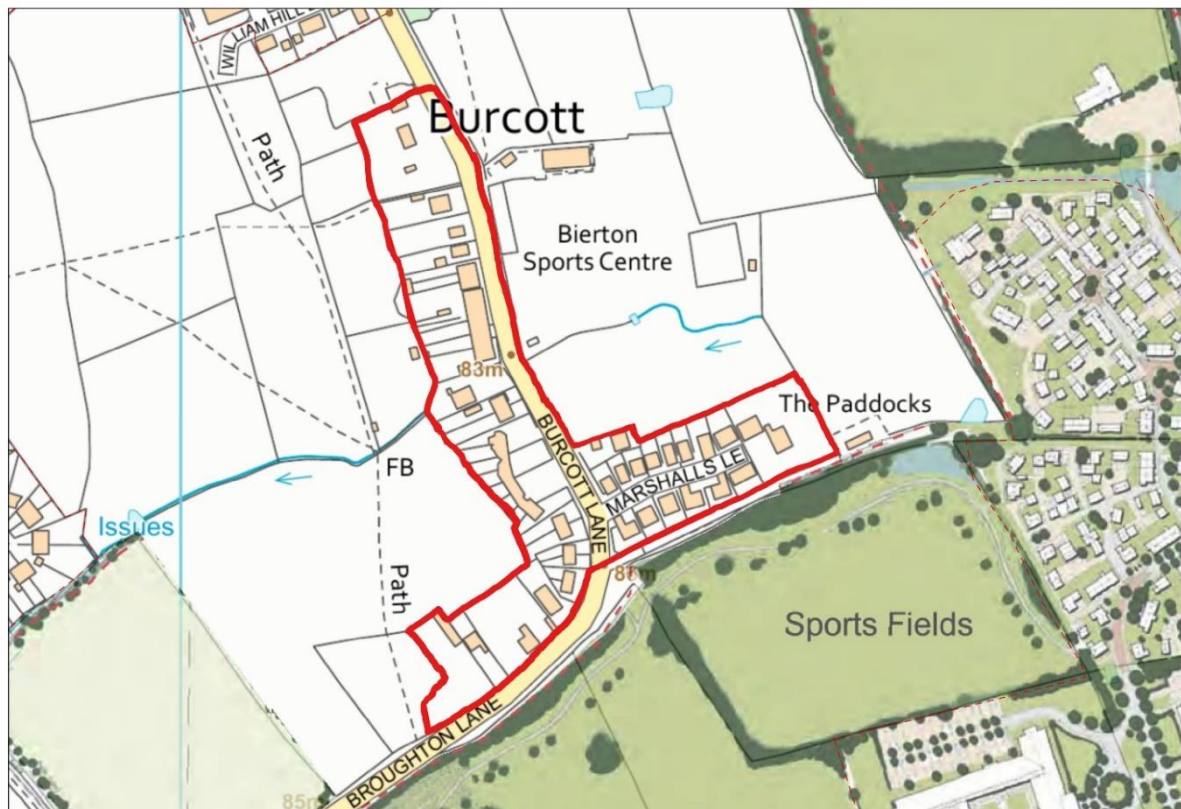 WILLIAM HILL
Burcott
Path
Bierton
Sports Centre
83m
The Paddocks
BURCOTT LANE
FB
MARSHALLS LE
Issues
86m
Path
Sports Fields
BROUGHTON LANE
85m